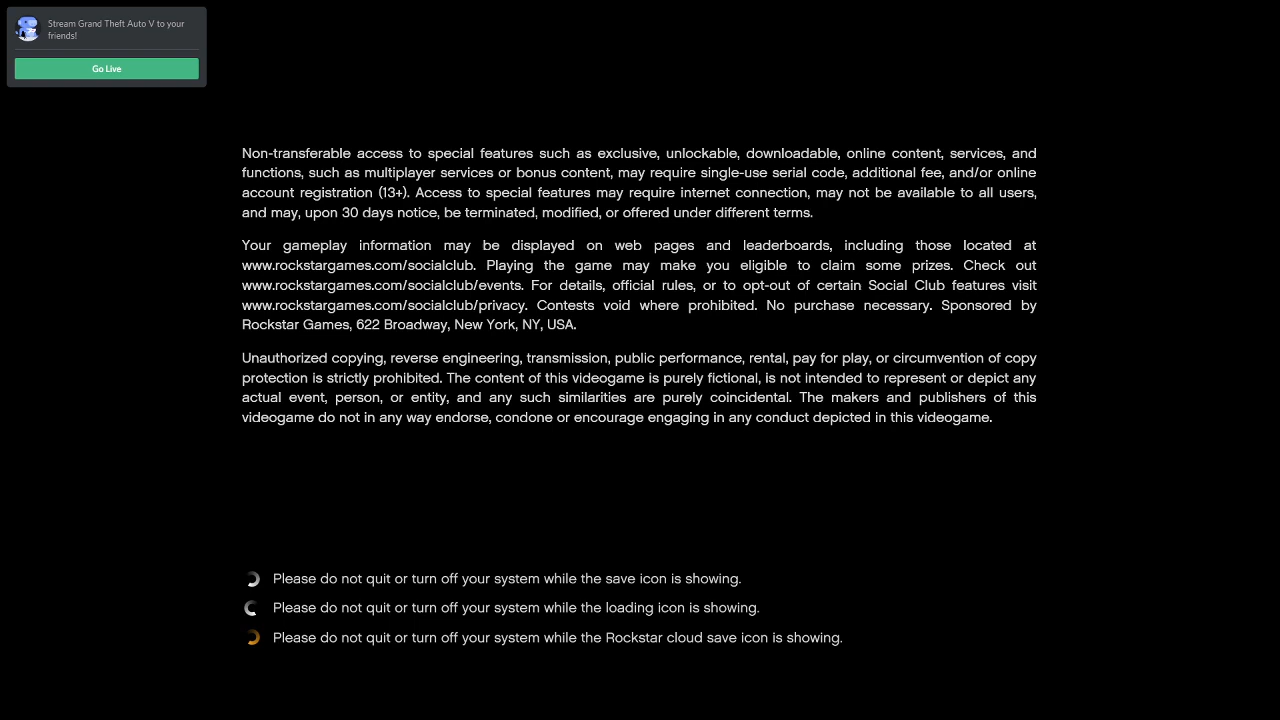 Stream Grand Theft Auto V to your
friends!
Go Live
Non-transferable access to special features such as exclusive, unlockable, downloadable, online content, services, and
functions, such as multiplayer services or bonus content, may require single-use serial code, additional fee, and/or online
account registration (13+). Access to special features may require internet connection, may not be available to all users,
and may, upon 30 days notice, be terminated, modified, or offered under different terms.
Your gameplay information may be displayed on web pages and leaderboards, including those located at
www.rockstargames.com/socialclub. Playing the game may make you eligible to claim some prizes. Check out
www.rockstargames.com/socialclub/events. For details, official rules, or to opt-out of certain Social Club features visit
www.rockstargames.com/socialclub/privacy. Contests void where prohibited. No purchase necessary. Sponsored by
Rockstar Games, 622 Broadway, New York, NY, USA.
Unauthorized copying, reverse engineering, transmission, public performance, rental, pay for play, or circumvention of copy
protection is strictly prohibited. The content of this videogame is purely fictional, is not intended to represent or depict any
actual event, person, or entity, and any such similarities are purely coincidental. The makers and publishers of this
videogame do not in any way endorse, condone or encourage engaging in any conduct depicted in this videogame.
Please do not quit or turn off your system while the save icon is showing.
Please do not quit or turn off your system while the loading icon is showing.
Please do not quit or turn off your system while the Rockstar cloud save icon is showing.